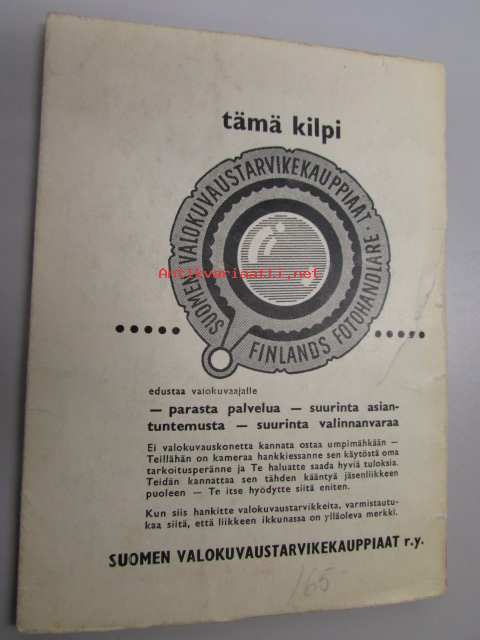 tämä kilpi
SUOMEN VALOKUVAUSTARVIKEKAUPPIAAT ·
FINLANDS FOTOHANDLARE ·
Antikvariaatti.net
edustaa valokuvaajalle
— parasta palvelua — suurinta asian-
tuntemusta — suurinta valinnanvaraa
Ei valokuvauskonetta kannata ostaa umpimähkään —
Teillähän on kameraa hankkiessanne sen käytöstä oma
tarkoitusperänne ja Te haluatte saada hyviä tuloksia.
Teidän kannattaa sen tähden kääntyä jäsenliikkeen
puoleen — Te itse hyödytte siitä eniten.
Kun siis hankitte valokuvaustarvikkeita, varmistautu-
kaa siitä, että liikkeen ikkunassa on ylläoleva merkki.
SUOMEN VALOKUVAUSTARVIKEKAUPPIAAT r.y.
165-